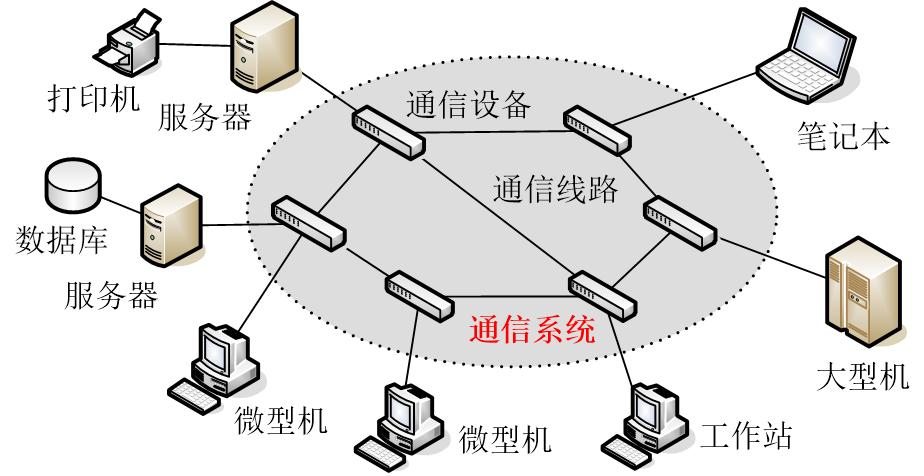 打印机
服务器
通信设备
笔记本
通信线路
数据库
服务器
通信系统
大型机
微型机
微型机
工作站